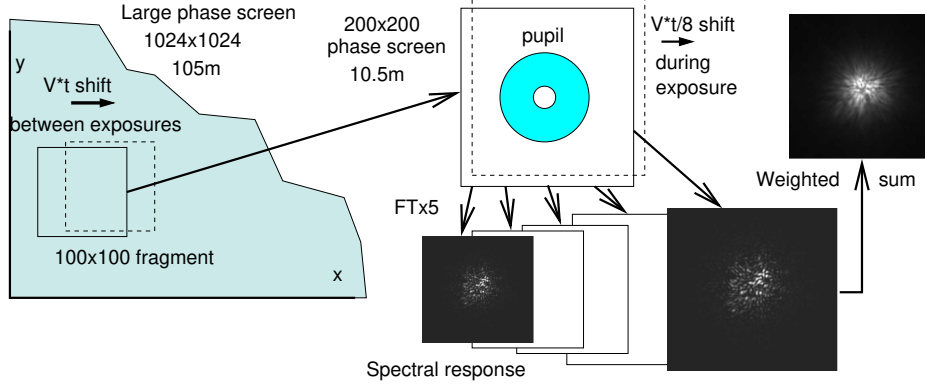 Large phase screen
1024x1024
105m
y
V*t shift
between exposures
100x100 fragment
x
200x200
phase screen
10.5m
pupil
V*t/8 shift
during
exposure
FTx5
Spectral response
Weighted sum